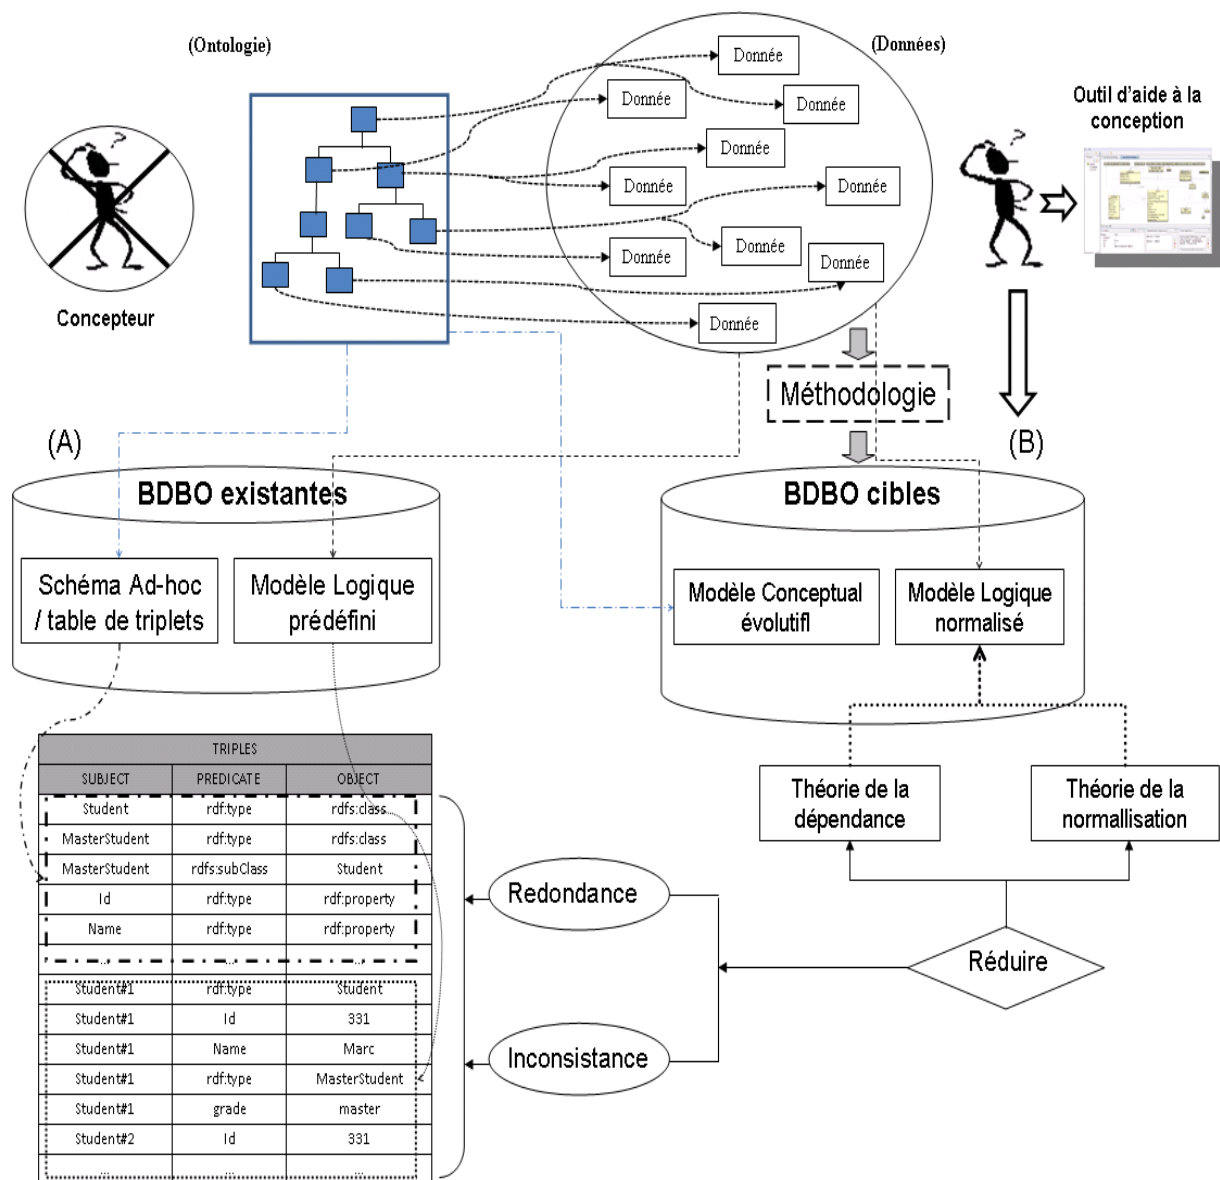 (Ontologie)
(Données)
Donnée
Donnée
Donnée
Donnée
Donnée
Donnée
Donnée
Donnée
Donnée
Donnée
Outil d'aide à la
conception
?
?
Concepteur
Méthodologie
(A)
(B)
BDBO existantes
BDBO cibles
Schéma Ad-hoc
/ table de triplets
Modèle Logique
prédéfini
Modèle Conceptual
évolutifl
Modèle Logique
normalisé
Théorie de la
dépendance
Théorie de la
normallisation
Redondance
Inconsistance
Réduire
TRIPLES
SUBJECT PREDICATE OBJECT
Student rdf:type rdfs:class
MasterStudent rdf:type rdfs:class
MasterStudent rdfs:subClass Student
Id rdf:type rdf:property
Name rdf:type rdf:property
... ... ...
Student#1 rdf:type Student
Student#1 Id 331
Student#1 Name Marc
Student#1 rdf:type MasterStudent
Student#1 grade master
Student#2 Id 331
... ... ...